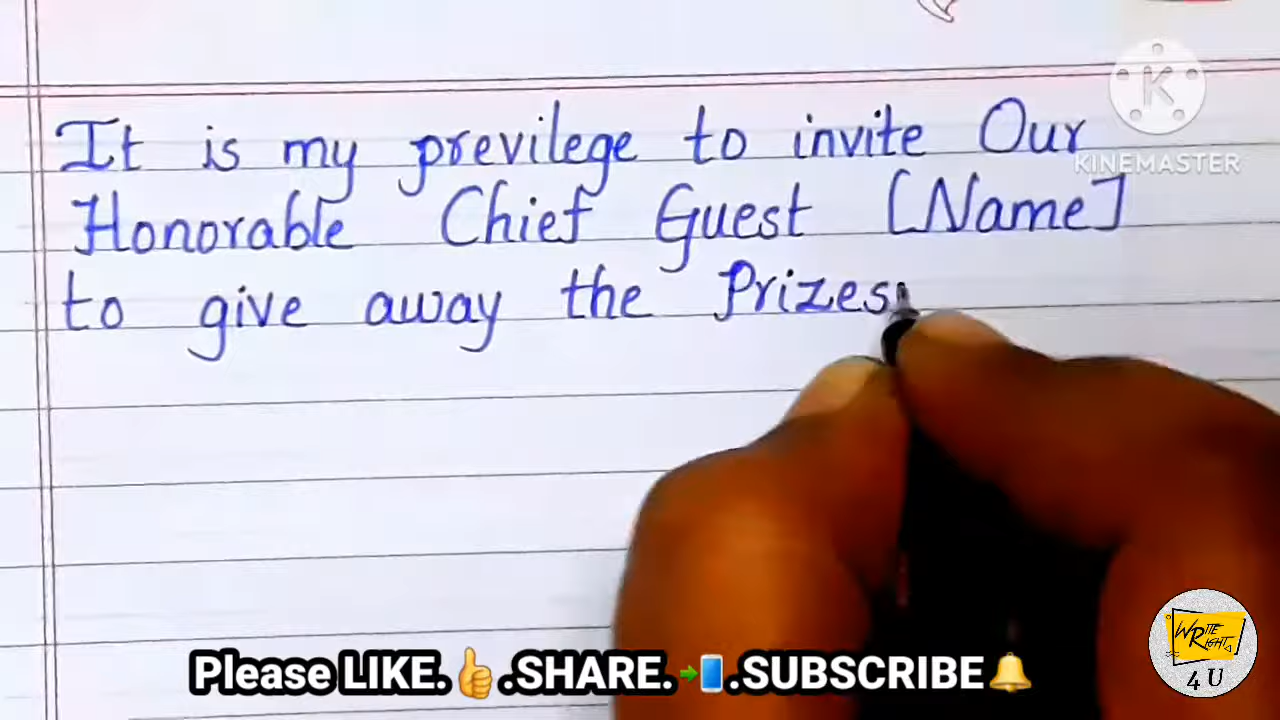 It is my previlege to invite Our
KINEMASTER
Honorable Chief Guest [Name]
to give away the Prizes
Please LIKE.👍.SHARE.📲.SUBSCRIBE🔔
WRITE
RIGHT
4 U